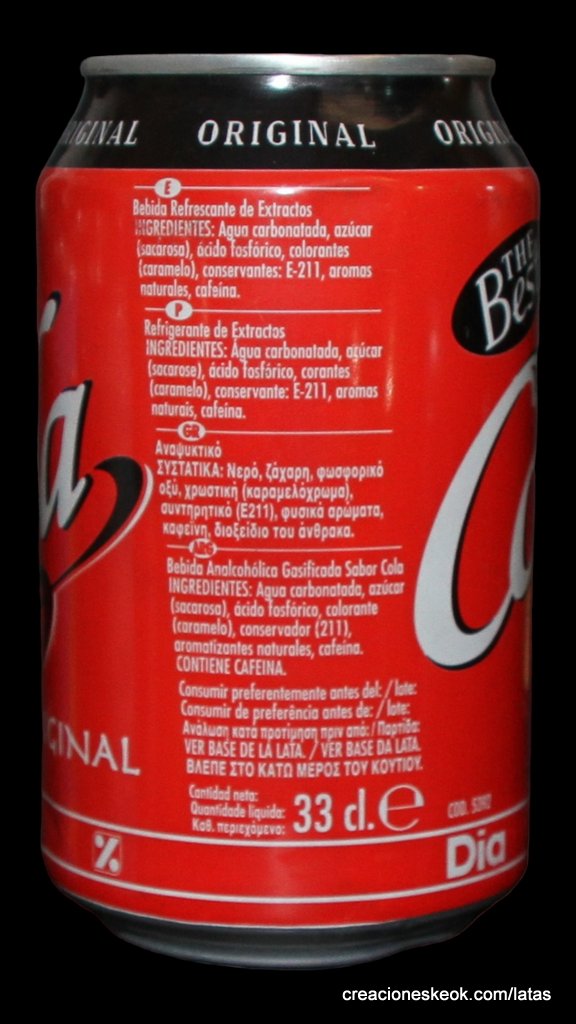 ORIGINAL ORIGINAL
E
Bebida Refrescante de Extractos
INGREDIENTES: Agua carbonatada, azúcar
(sacarosa), ácido fosfórico, colorantes
(caramelo), conservantes: E-211, aromas
naturales, cafeína.
P
Refrigerante de Extractos
INGREDIENTES: Água carbonatada, açúcar
(sacarose), ácido fosfórico, corantes
(caramelo), conservante: E-211, aromas
naturais, cafeína.
GR
Αναψυκτικό
ΣΥΣΤΑΤΙΚΑ: Νερό, ζάχαρη, φωσφορικό
οξύ, χρωστική (καραμελόχρωμα),
συντηρητικό (E211), φυσικά αρώματα,
καφεΐνη, διοξείδιο του άνθρακα.
Bebida Analcohólica Gasificada Sabor Cola
INGREDIENTES: Agua carbonatada, azúcar
(sacarosa), ácido fosfórico, colorante
(caramelo), conservador (211),
aromatizantes naturales, cafeína.
CONTIENE CAFEINA.
Consumir preferentemente antes del: / lote:
Consumir de preferência antes de: / lote:
Ανάλωση κατά προτίμηση πριν από: / Παρτίδα:
VER BASE DE LA LATA. / VER BASE DA LATA.
ΒΛΕΠΕ ΣΤΟ ΚΑΤΩ ΜΕΡΟΣ ΤΟΥ ΚΟΥΤΙΟΥ.
Cantidad neta:
Quantidade líquida:
Καθ. περιεχόμενο:
33 cl. e
COD. 5392
THE
Bes
GINAL
%
Dia
creacioneskeok.com/latas